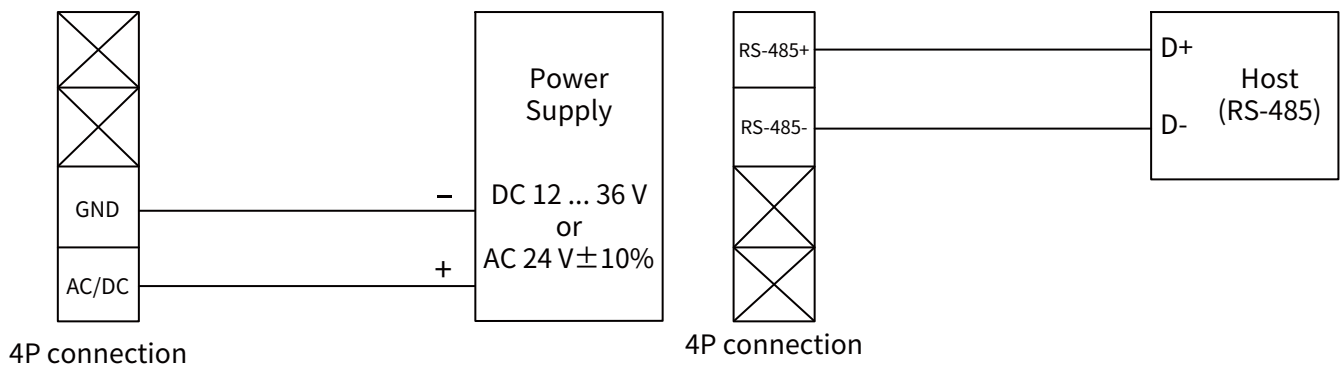 GND
AC/DC
4P connection
–
+
Power
Supply
DC 12 ... 36 V
or
AC 24 V±10%
RS-485+
RS-485-
4P connection
D+
D-
Host
(RS-485)